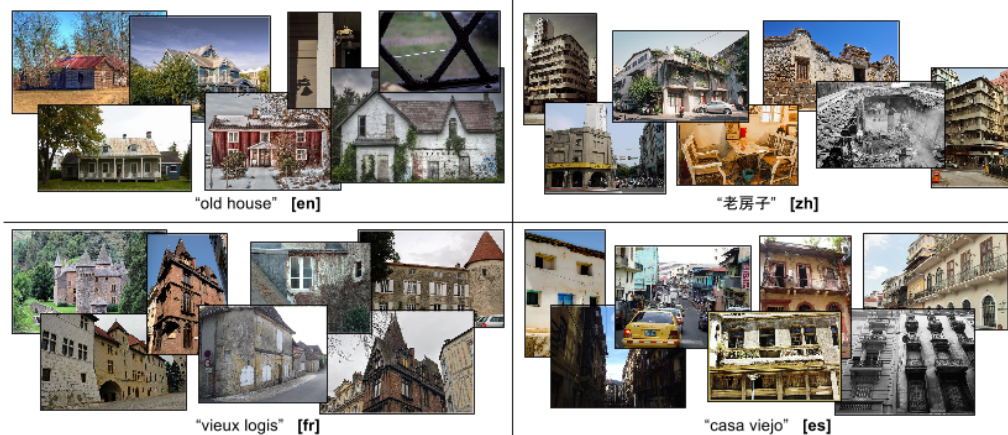 "old house" [en]
"老房子" [zh]
"vieux logis" [fr]
"casa viejo" [es]